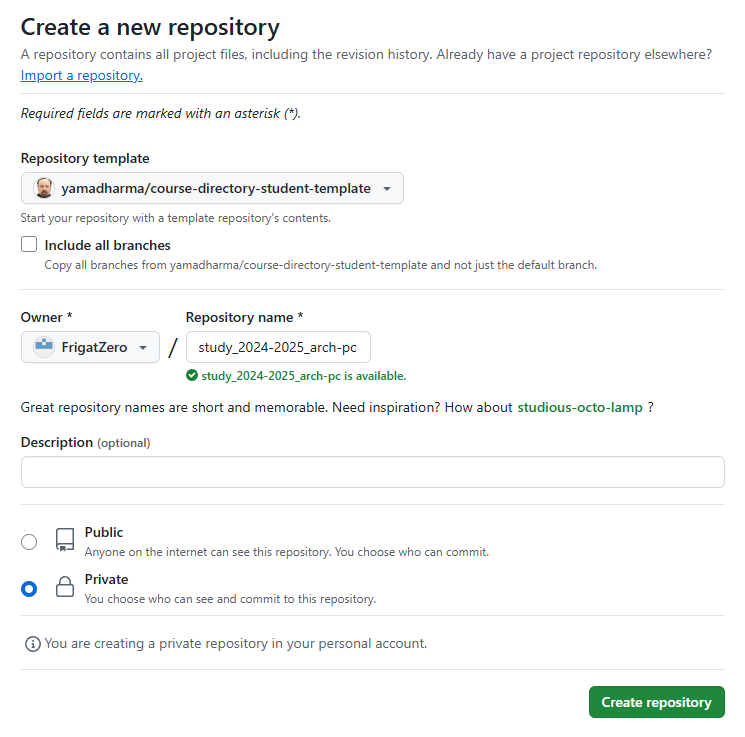 Create a new repository
A repository contains all project files, including the revision history. Already have a project repository elsewhere?
Import a repository.
Required fields are marked with an asterisk (*).
Repository template
yamadharma/course-directory-student-template
Start your repository with a template repository's contents.
Include all branches
Copy all branches from yamadharma/course-directory-student-template and not just the default branch.
Owner * Repository name *
FrigatZero / study_2024-2025_arch-pc
study_2024-2025_arch-pc is available.
Great repository names are short and memorable. Need inspiration? How about studious-octo-lamp ?
Description (optional)
Public
Anyone on the internet can see this repository. You choose who can commit.
Private
You choose who can see and commit to this repository.
You are creating a private repository in your personal account.
Create repository